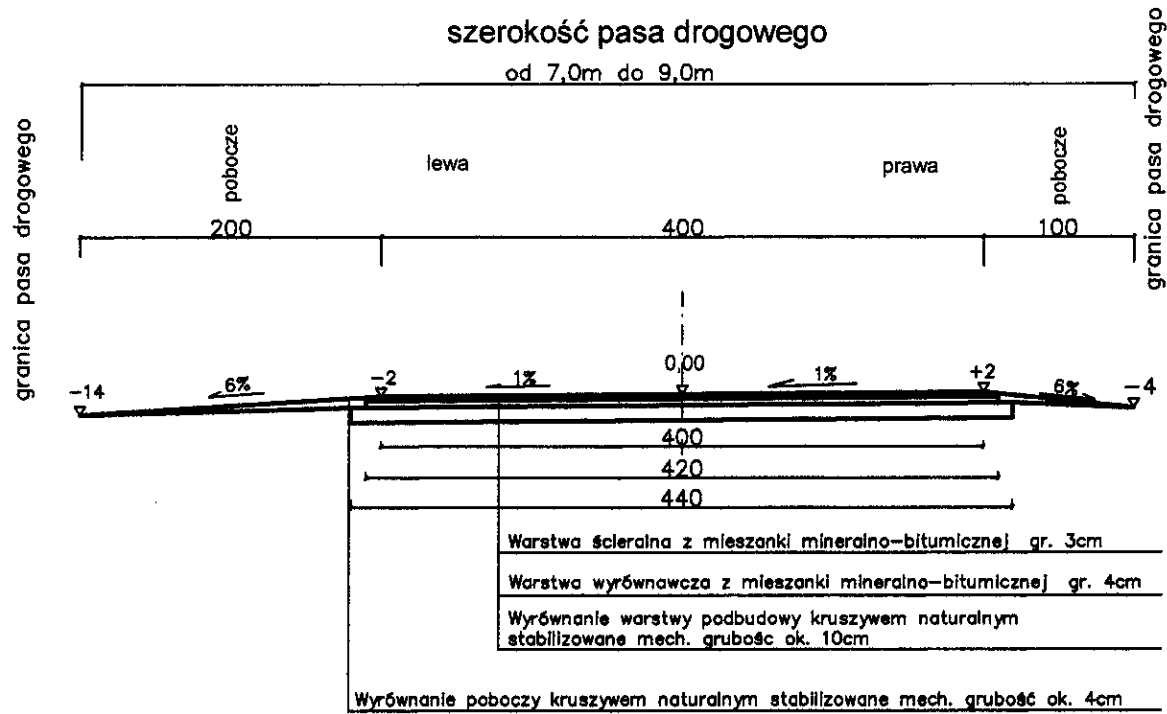 szerokość pasa drogowego
od 7,0m do 9,0m
granica pasa drogowego
pobocze
lewa
prawa
pobocze
granica pasa drogowego
200
400
100
-14
6%
-2
1%
0,00
1%
+2
6%
-4
400
420
440
Warstwa ścieralna z mieszanki mineralno-bitumicznej gr. 3cm
Warstwa wyrównawcza z mieszanki mineralno-bitumicznej gr. 4cm
Wyrównanie warstwy podbudowy kruszywem naturalnym
stabilizowane mech. grubośc ok. 10cm
Wyrównanie poboczy kruszywem naturalnym stabilizowane mech. grubość ok. 4cm